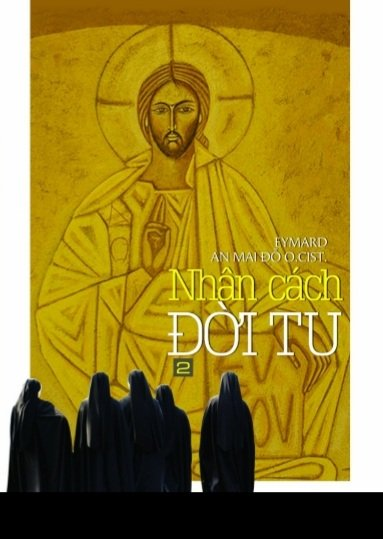 EYMARD
AN MAI ĐỖ O.CIST.
Nhân cách
ĐỜI TU
2